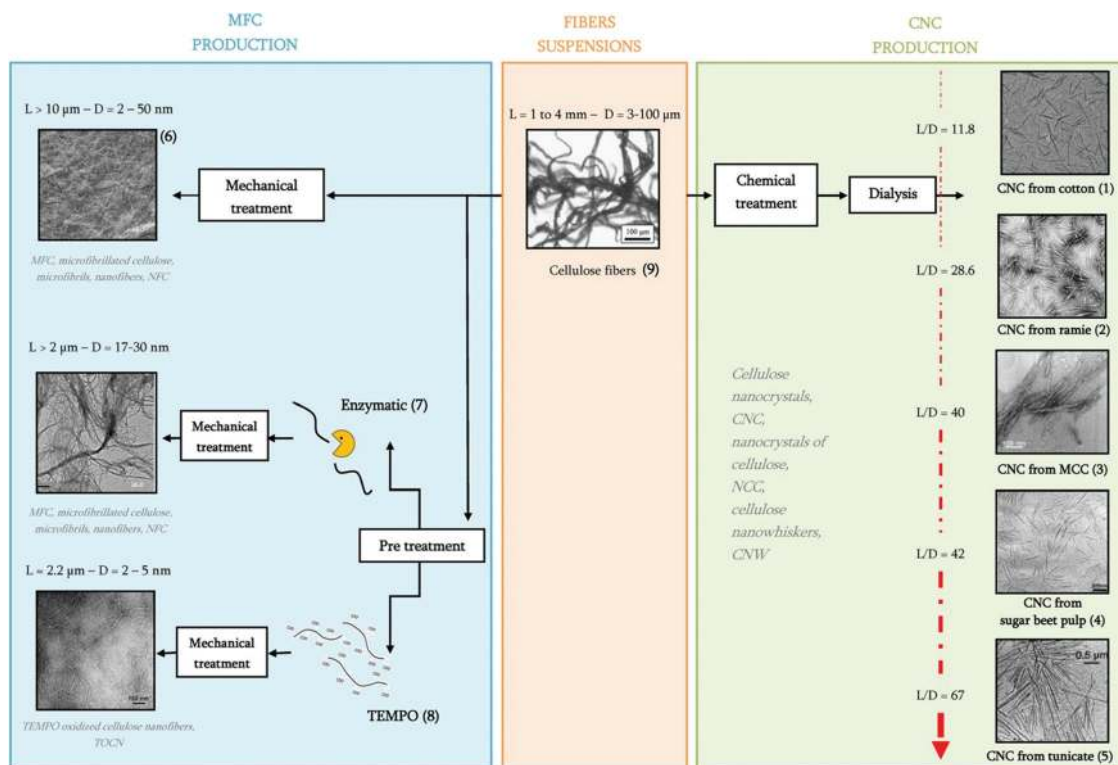 MFC
PRODUCTION
FIBERS
SUSPENSIONS
CNC
PRODUCTION
L > 10 µm – D = 2 – 50 nm
(6)
Mechanical
treatment
MFC, microfibrillated cellulose,
microfibrils, nanofibers, NFC
L > 2 µm – D = 17-30 nm
Enzymatic (7)
Mechanical
treatment
MFC, microfibrillated cellulose,
microfibrils, nanofibers, NFC
Pre treatment
L = 2.2 µm – D = 2 – 5 nm
Mechanical
treatment
100 nm
TEMPO (8)
TEMPO oxidized cellulose nanofibers,
TOCN
L = 1 to 4 mm – D = 3-100 µm
100 µm
Cellulose fibers (9)
Chemical
treatment
Dialysis
Cellulose
nanocrystals,
CNC,
nanocrystals of
cellulose,
NCC,
cellulose
nanowhiskers,
CNW
L/D = 11.8
CNC from cotton (1)
L/D = 28.6
CNC from ramie (2)
L/D = 40
CNC from MCC (3)
L/D = 42
CNC from
sugar beet pulp (4)
0.5 µm
L/D = 67
CNC from tunicate (5)